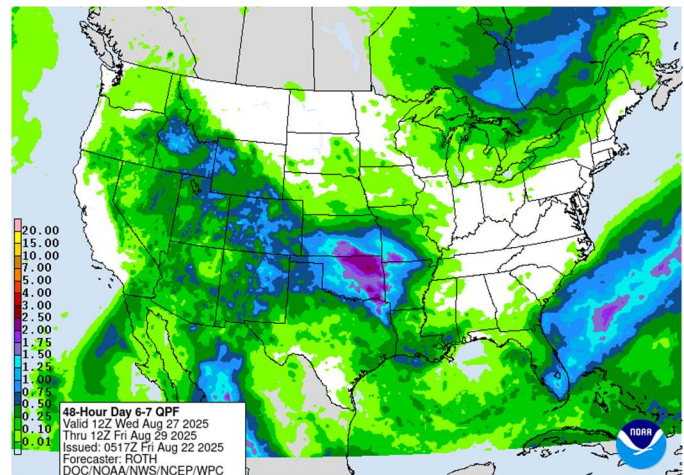 20.00
15.00
10.00
7.00
5.00
4.00
3.00
2.50
2.00
1.75
1.50
1.25
1.00
0.75
0.50
0.25
0.10
0.01
48-Hour Day 6-7 QPF
Valid 12Z Wed Aug 27 2025
Thru 12Z Fri Aug 29 2025
Issued: 0517Z Fri Aug 22 2025
Forecaster: ROTH
DOC/NOAA/NWS/NCEP/WPC
NOAA